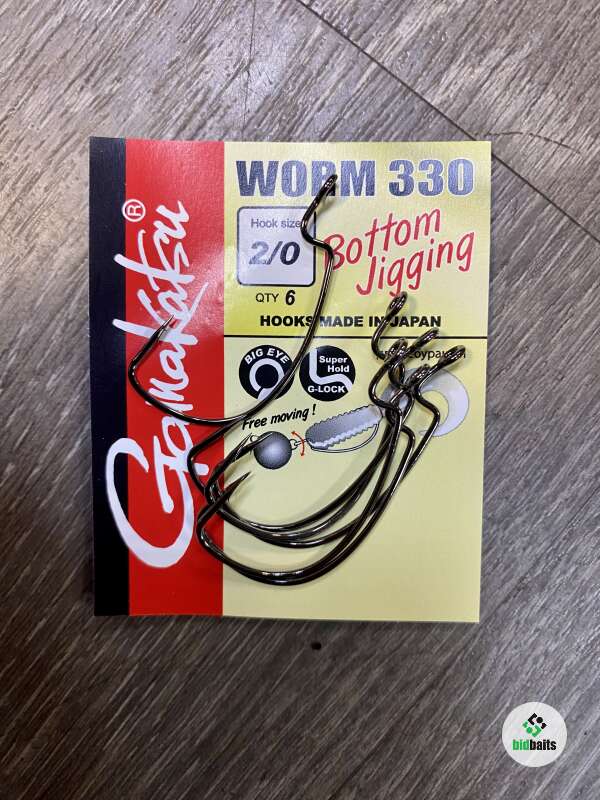 WORM 330
Hook size
2/0
Bottom
Jigging
QTY 6
HOOKS MADE IN JAPAN
BIG EYE
Super
Hold
G-LOCK
Free moving !
Gamakatsu®
bidbaits